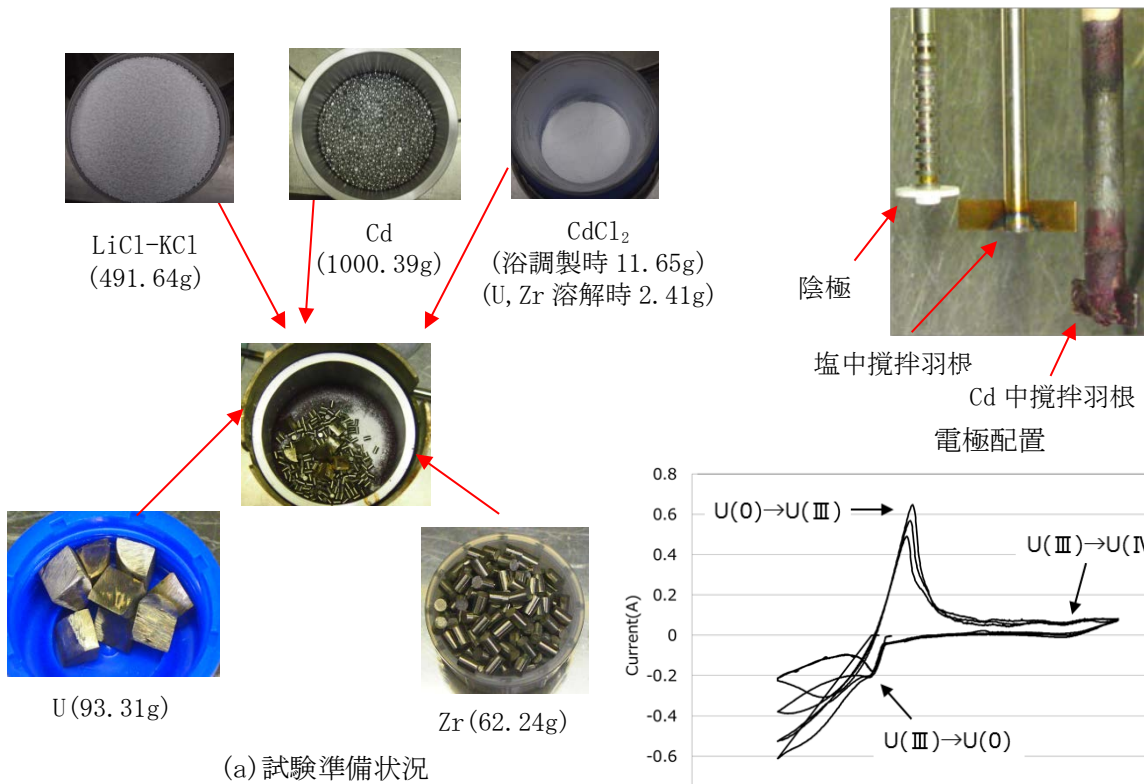 LiCl-KCl
(491.64g)
Cd
(1000.39g)
CdCl₂
(浴調製時 11.65g)
(U,Zr 溶解時 2.41g)
U(93.31g)
Zr(62.24g)
(a)試験準備状況
陰極
塩中撹拌羽根
Cd 中撹拌羽根
電極配置
0.8
0.6
0.4
0.2
0
-0.2
-0.4
-0.6
Current(A)
U(0)→U(Ⅲ)
U(Ⅲ)→U(Ⅳ
U(Ⅲ)→U(0)